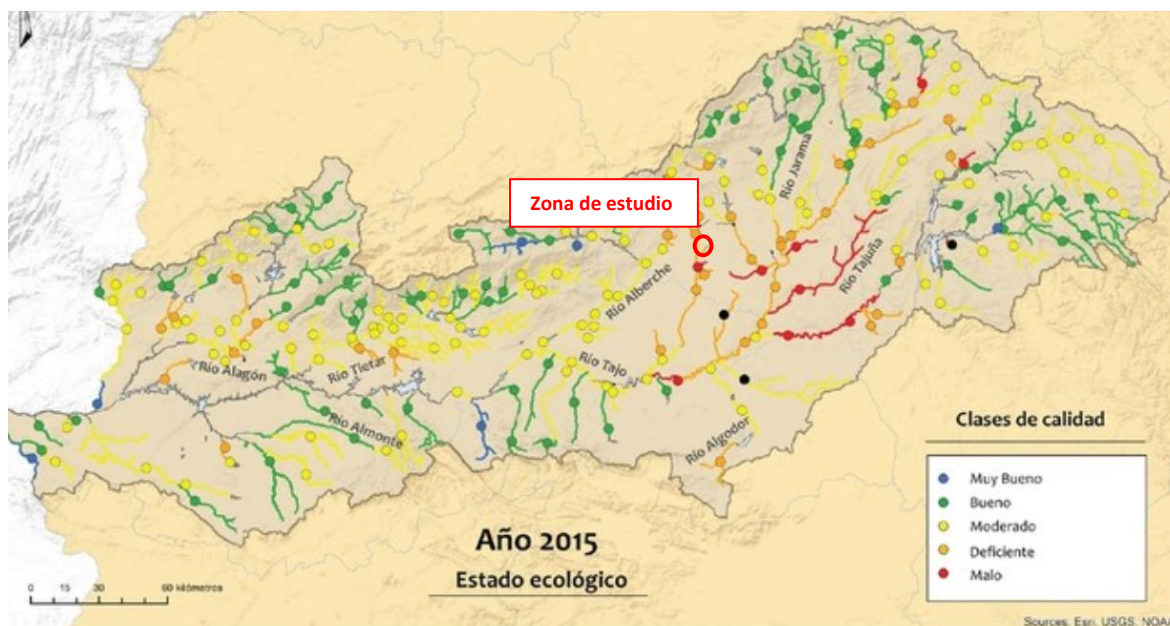 Zona de estudio
Río Jarama
Río Tajuña
Río Alberche
Río Tajo
Río Tietar
Río Alagón
Río Almonte
Río Algodor
Clases de calidad
Muy Bueno
Bueno
Moderado
Deficiente
Malo
Año 2015
Estado ecológico
0 15 30 60 kilómetros
Sources, Esri, USGS, NOAA